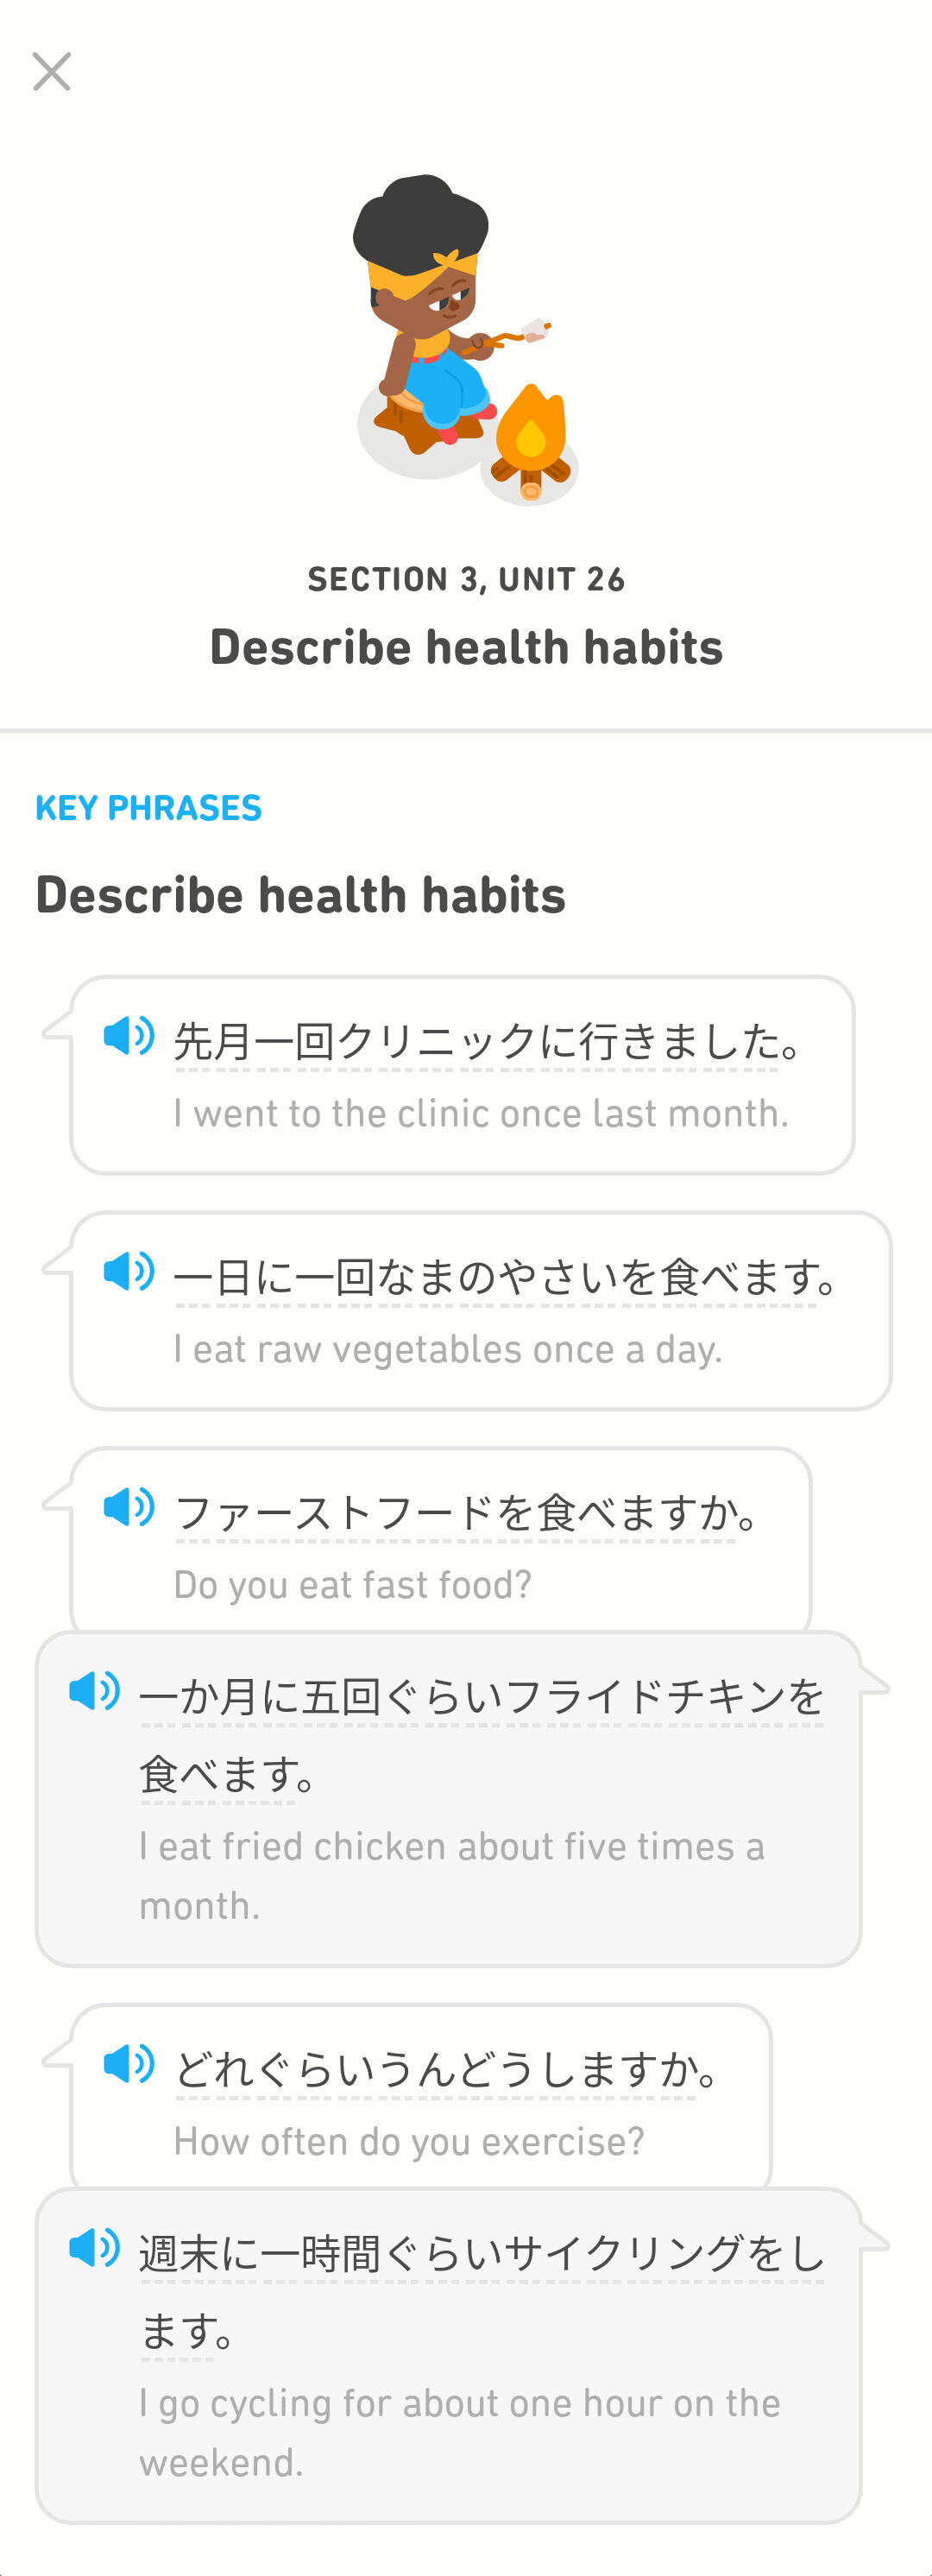 SECTION 3, UNIT 26
Describe health habits
KEY PHRASES
Describe health habits
先月一回クリニックに行きました。
I went to the clinic once last month.
一日に一回なまのやさいを食べます。
I eat raw vegetables once a day.
ファーストフードを食べますか。
Do you eat fast food?
一か月に五回ぐらいフライドチキンを
食べます。
I eat fried chicken about five times a
month.
どれぐらいうんどうしますか。
How often do you exercise?
週末に一時間ぐらいサイクリングをし
ます。
I go cycling for about one hour on the
weekend.